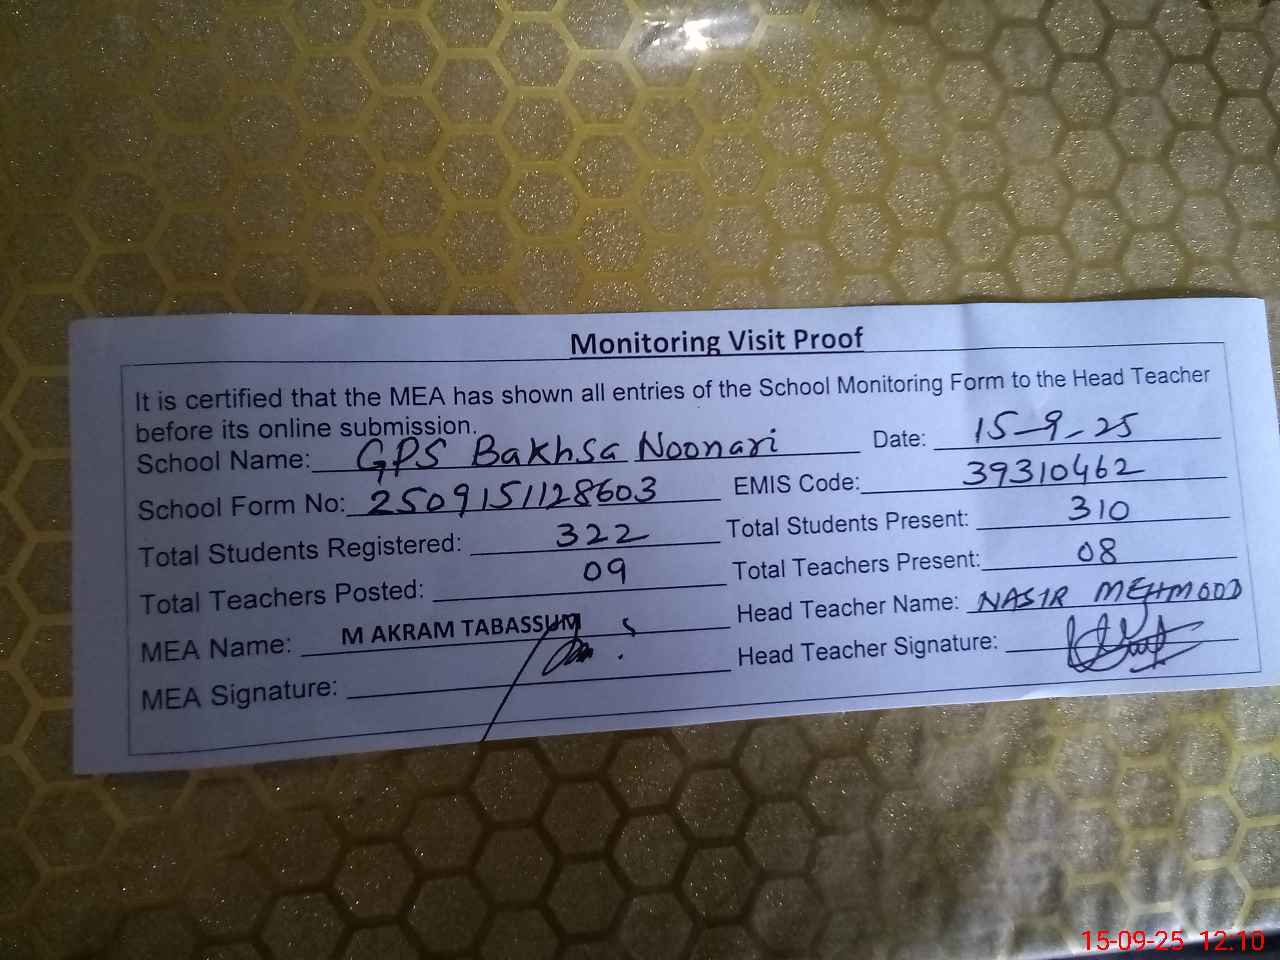 Monitoring Visit Proof
It is certified that the MEA has shown all entries of the School Monitoring Form to the Head Teacher
before its online submission.
School Name: GPS Bakhsa Noonari Date: 15-9-25
School Form No: 2509151128603 EMIS Code: 39310462
Total Students Registered: 322 Total Students Present: 310
Total Teachers Posted: 09 Total Teachers Present: 08
MEA Name: M AKRAM TABASSUM Head Teacher Name: NASIR MEHMOOD
MEA Signature: Head Teacher Signature:
15-09-25 12:10